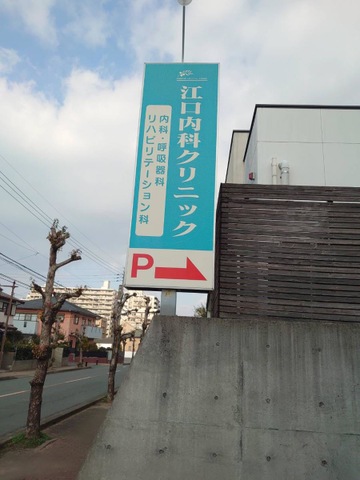 江口内科クリニック
内科・呼吸器科
リハビリテーション科
P